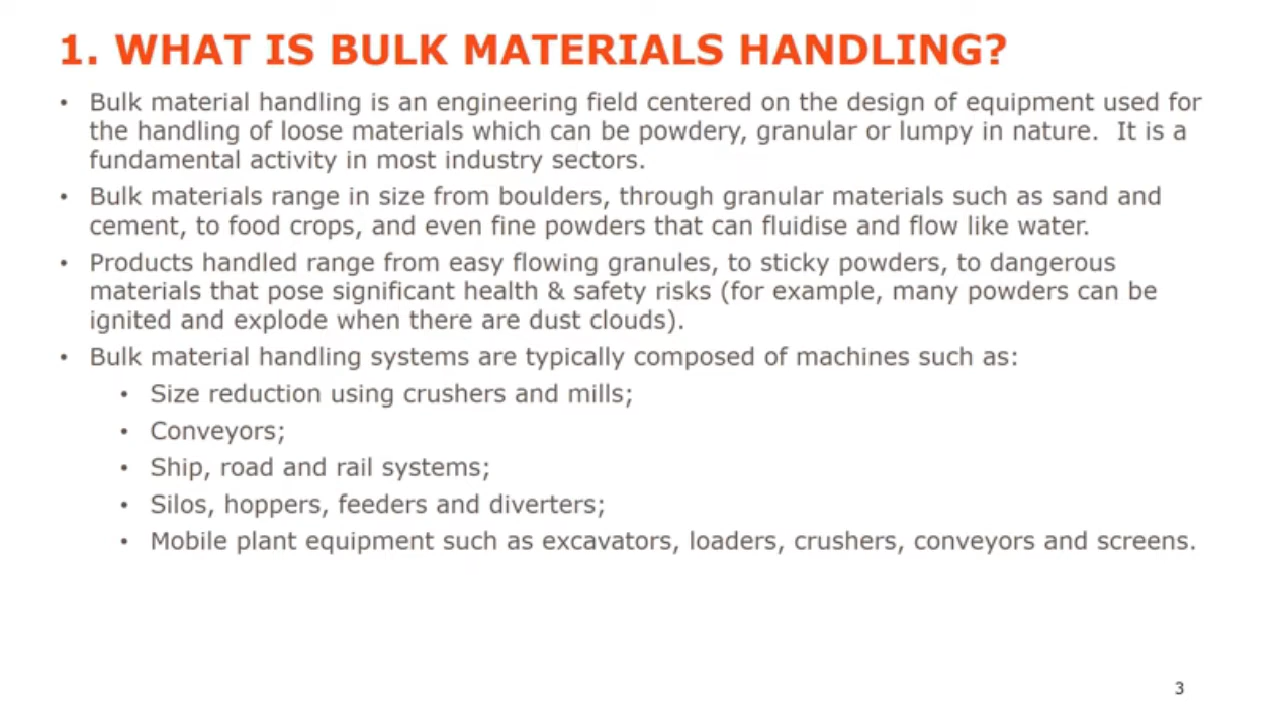 1. WHAT IS BULK MATERIALS HANDLING?
• Bulk material handling is an engineering field centered on the design of equipment used for
the handling of loose materials which can be powdery, granular or lumpy in nature.  It is a
fundamental activity in most industry sectors.
• Bulk materials range in size from boulders, through granular materials such as sand and
cement, to food crops, and even fine powders that can fluidise and flow like water.
• Products handled range from easy flowing granules, to sticky powders, to dangerous
materials that pose significant health & safety risks (for example, many powders can be
ignited and explode when there are dust clouds).
• Bulk material handling systems are typically composed of machines such as:
• Size reduction using crushers and mills;
• Conveyors;
• Ship, road and rail systems;
• Silos, hoppers, feeders and diverters;
• Mobile plant equipment such as excavators, loaders, crushers, conveyors and screens.
3